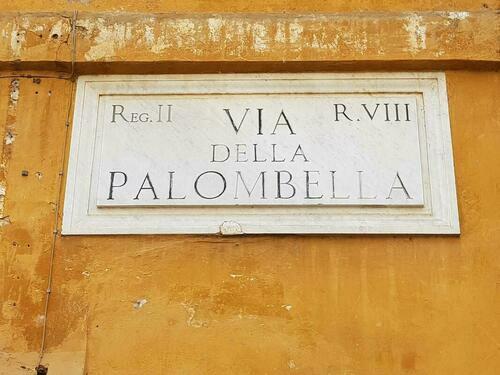 REG. II VIA R. VIII
DELLA
PALOMBELLA